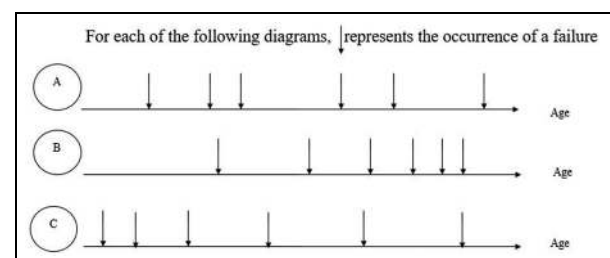 For each of the following diagrams, represents the occurrence of a failure
A
Age
B
Age
C
Age